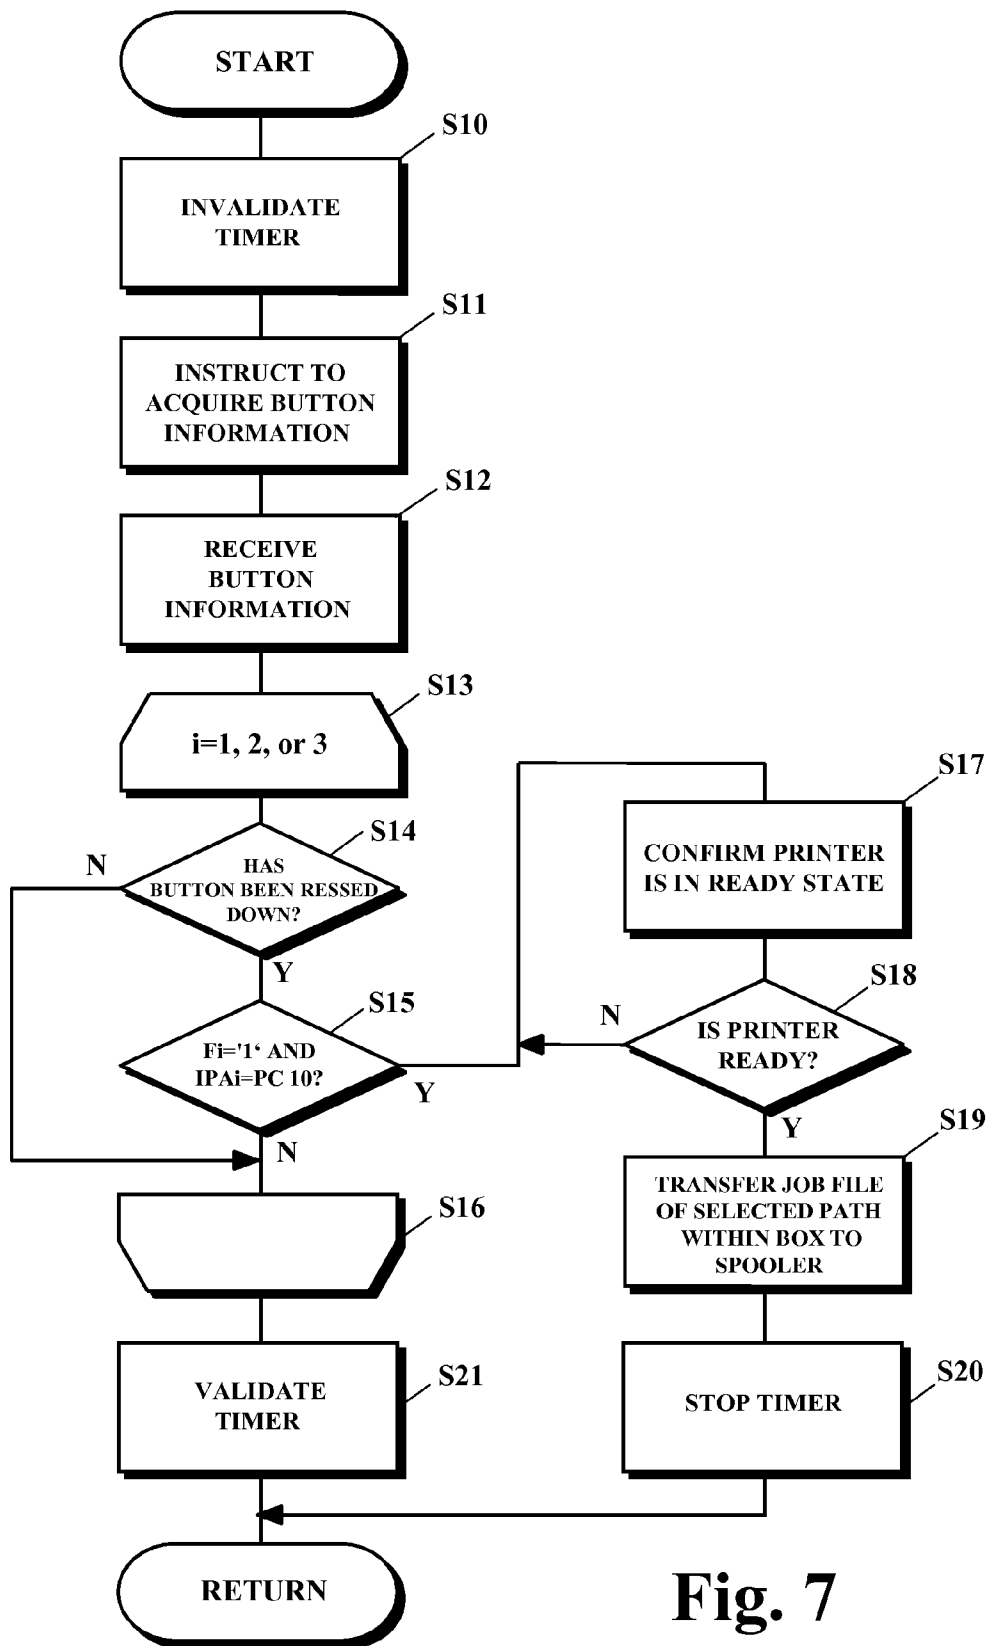 START
S10
INVALIDATE
TIMER
S11
INSTRUCT TO
ACQUIRE BUTTON
INFORMATION
S12
RECEIVE
BUTTON
INFORMATION
S13
i=1, 2, or 3
S14
N
HAS
BUTTON BEEN RESSED
DOWN?
Y
S15
Fi='1‘ AND
IPAi=PC 10?
Y
N
S16
VALIDATE
TIMER
S21
S17
CONFIRM PRINTER
IS IN READY STATE
S18
N
IS PRINTER
READY?
Y
S19
TRANSFER JOB FILE
OF SELECTED PATH
WITHIN BOX TO
SPOOLER
STOP TIMER
S20
RETURN
Fig. 7